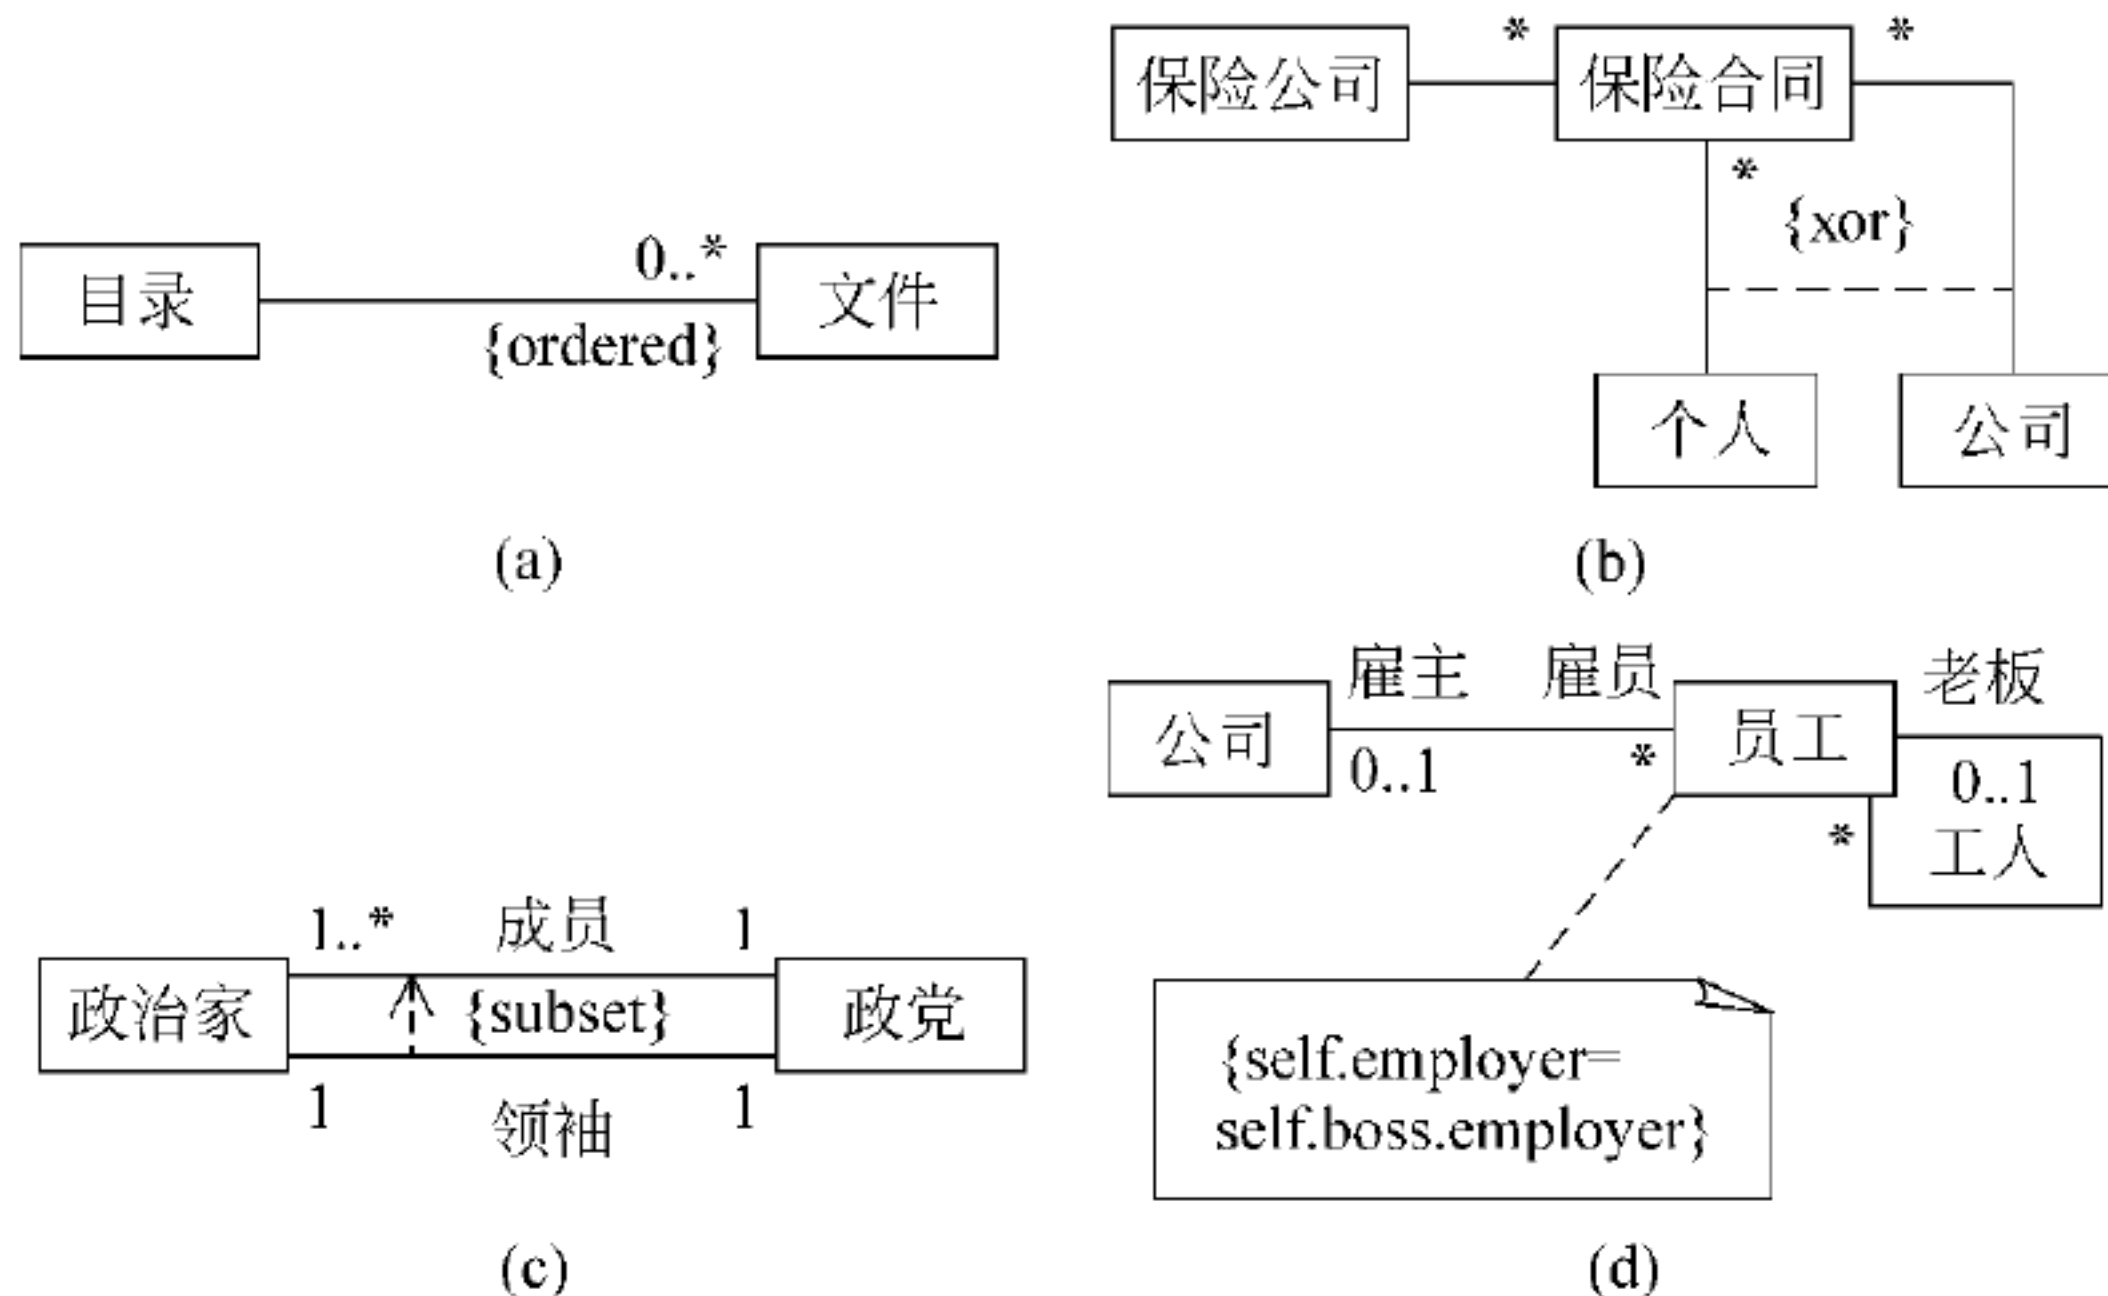 目录
0..*
{ordered}
文件
(a)
保险公司
*
保险合同
*
*
{xor}
个人
公司
(b)
政治家
1..*
成员
1
{subset}
1
领袖
1
政党
(c)
公司
雇主
0..1
雇员
*
员工
老板
0..1
工人
*
{self.employer=
self.boss.employer}
(d)